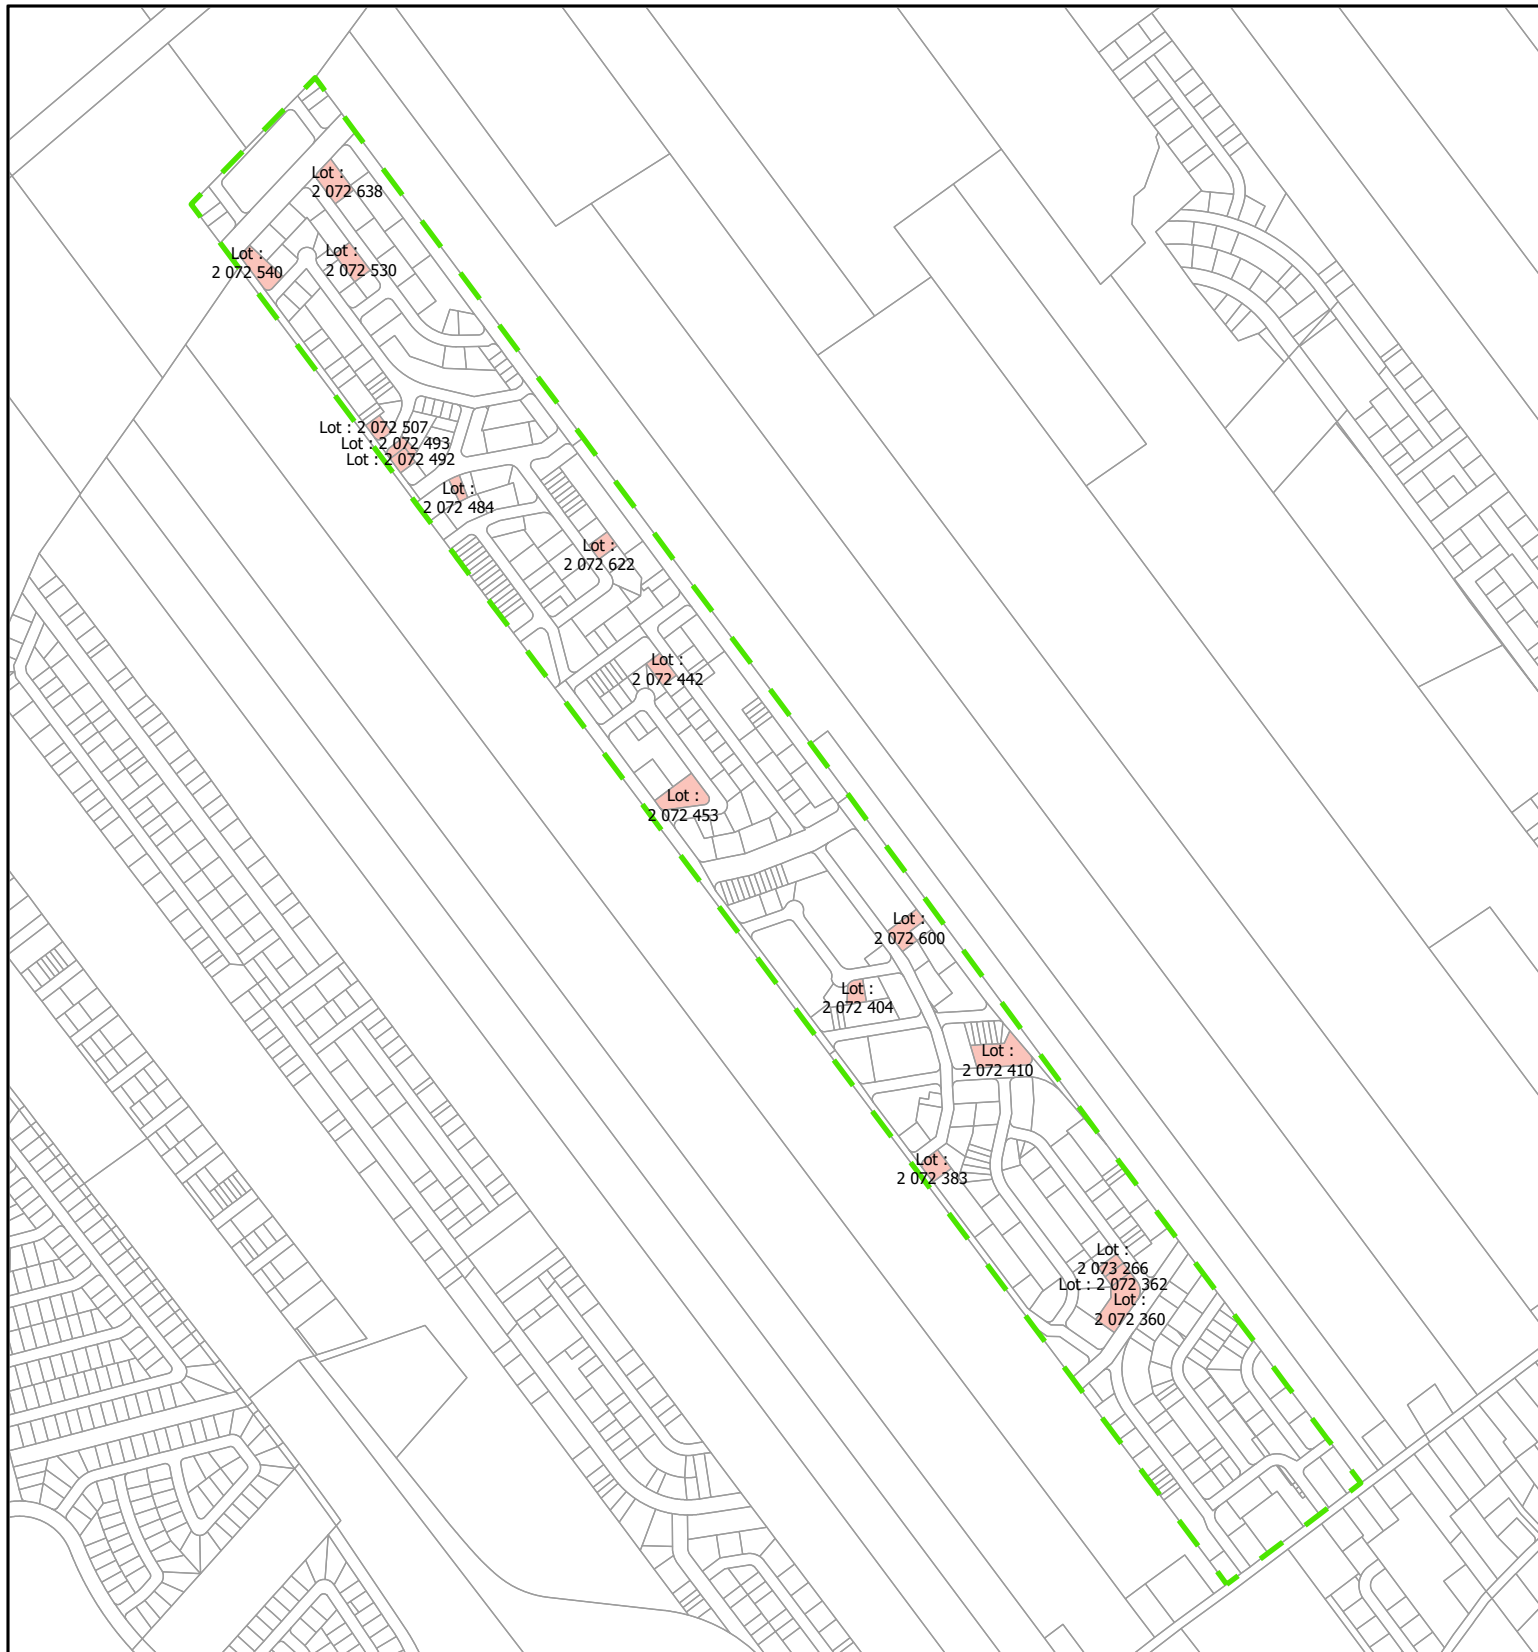 Lot :
2 072 638
Lot :
2 072 540
Lot :
2 072 530
Lot : 2 072 507
Lot : 2 072 493
Lot : 2 072 492
Lot :
2 072 484
Lot :
2 072 622
Lot :
2 072 442
Lot :
2 072 453
Lot :
2 072 600
Lot :
2 072 404
Lot :
2 072 410
Lot :
2 072 383
Lot :
2 073 266
Lot : 2 072 362
Lot :
2 072 360